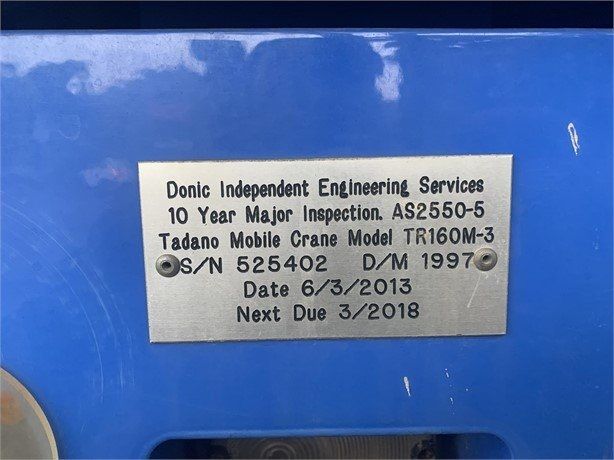 Donic Independent Engineering Services
10 Year Major Inspection. AS2550-5
Tadano Mobile Crane Model TR160M-3
S/N 525402 D/M 1997
Date 6/3/2013
Next Due 3/2018